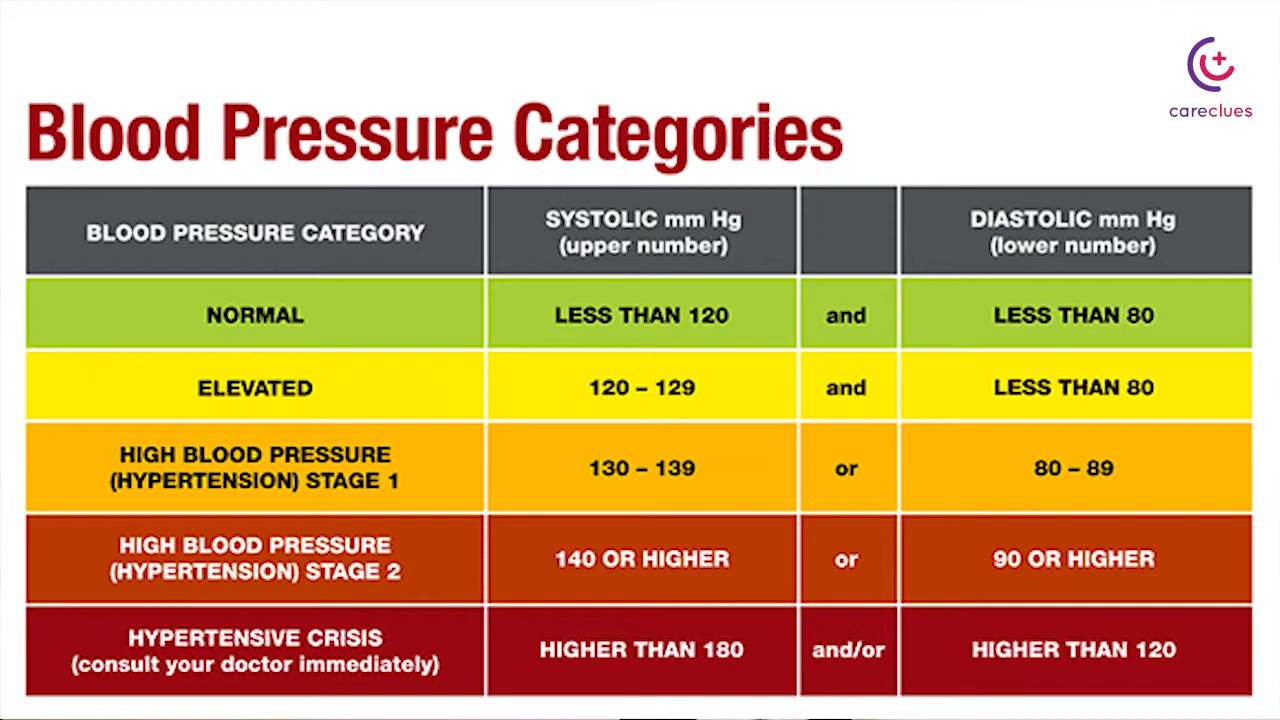 careclues
Blood Pressure Categories
BLOOD PRESSURE CATEGORY
SYSTOLIC mm Hg
(upper number)
DIASTOLIC mm Hg
(lower number)
NORMAL
LESS THAN 120
and
LESS THAN 80
ELEVATED
120 – 129
and
LESS THAN 80
HIGH BLOOD PRESSURE
(HYPERTENSION) STAGE 1
130 – 139
or
80 – 89
HIGH BLOOD PRESSURE
(HYPERTENSION) STAGE 2
140 OR HIGHER
or
90 OR HIGHER
HYPERTENSIVE CRISIS
(consult your doctor immediately)
HIGHER THAN 180
and/or
HIGHER THAN 120